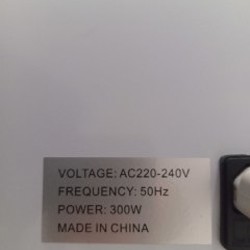 VOLTAGE: AC220-240V
FREQUENCY: 50Hz
POWER: 300W
MADE IN CHINA